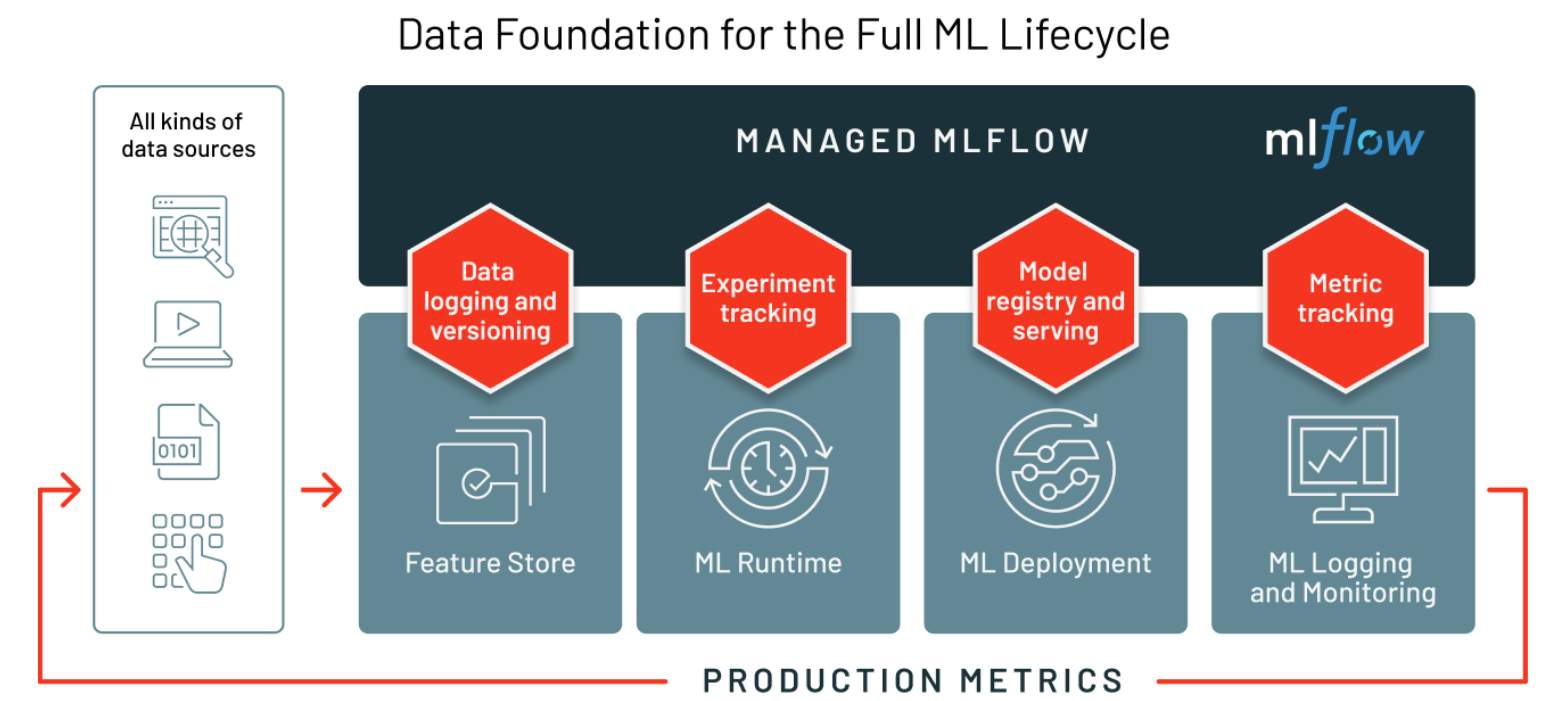 Data Foundation for the Full ML Lifecycle
All kinds of
data sources
0101
MANAGED MLFLOW
mlflow
Data
logging and
versioning
Experiment
tracking
Model
registry and
serving
Metric
tracking
Feature Store
ML Runtime
ML Deployment
ML Logging
and Monitoring
PRODUCTION METRICS